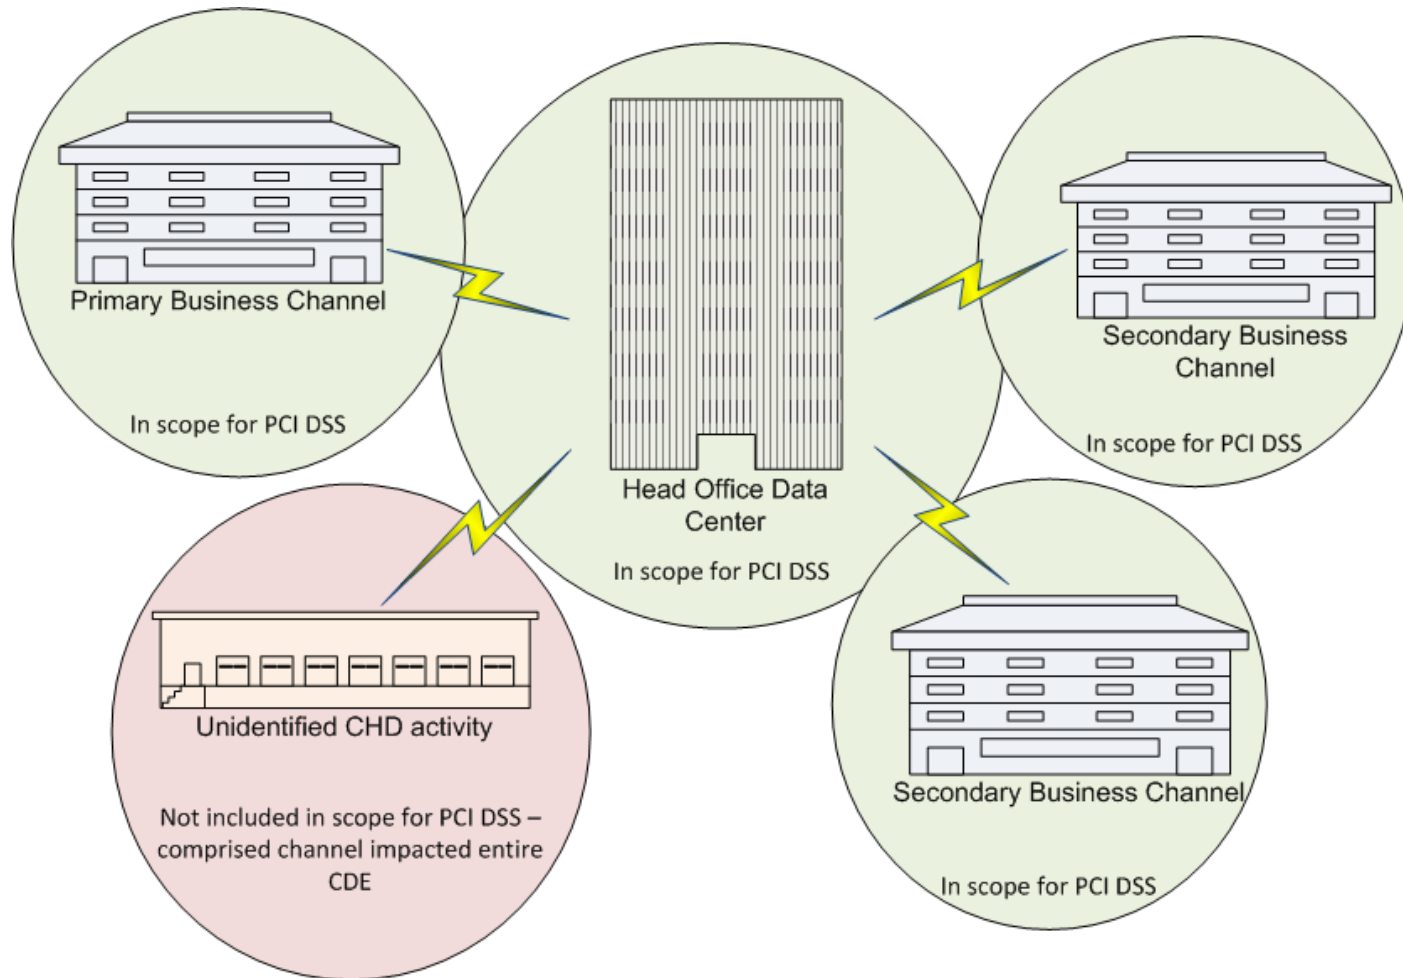 Primary Business Channel
In scope for PCI DSS
Head Office Data
Center
In scope for PCI DSS
Secondary Business
Channel
In scope for PCI DSS
Unidentified CHD activity
Not included in scope for PCI DSS –
comprised channel impacted entire
CDE
Secondary Business Channel
In scope for PCI DSS